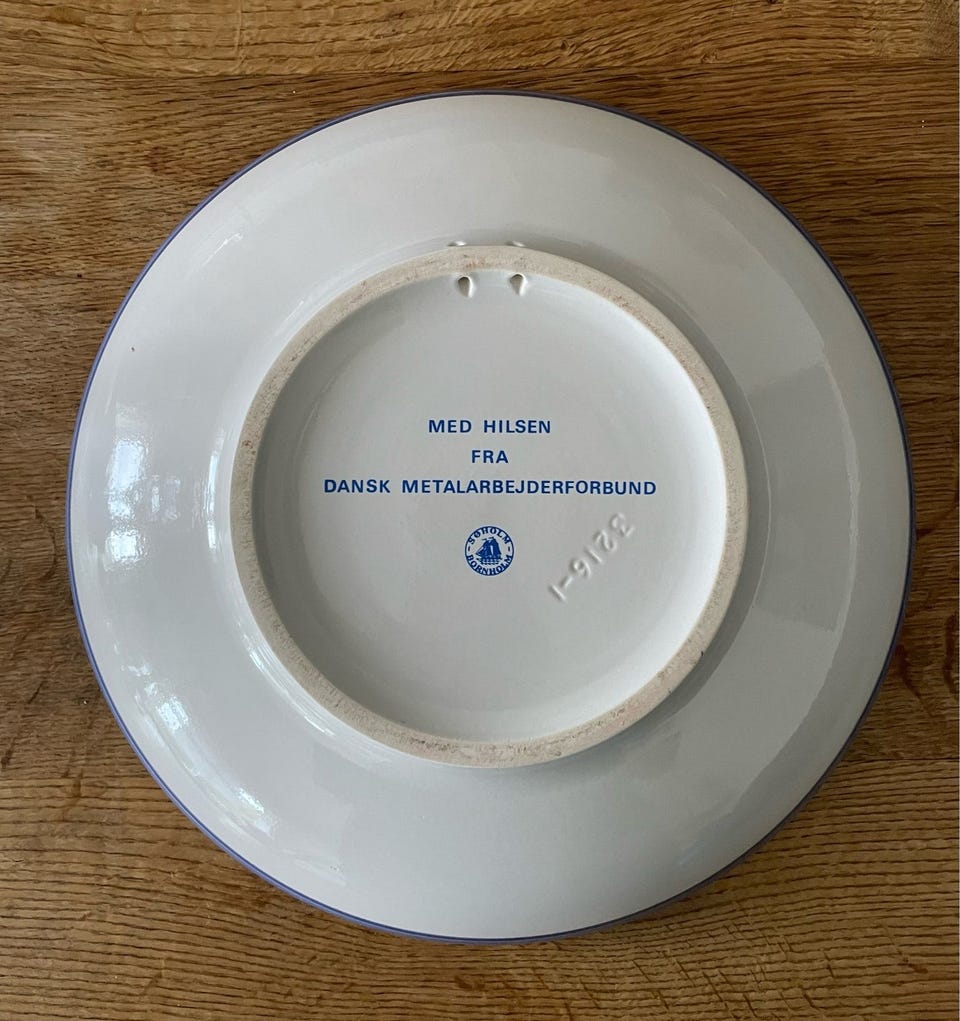 MED HILSEN
FRA
DANSK METALARBEJDERFORBUND
SØHOLM
BORNHOLM
3216-1